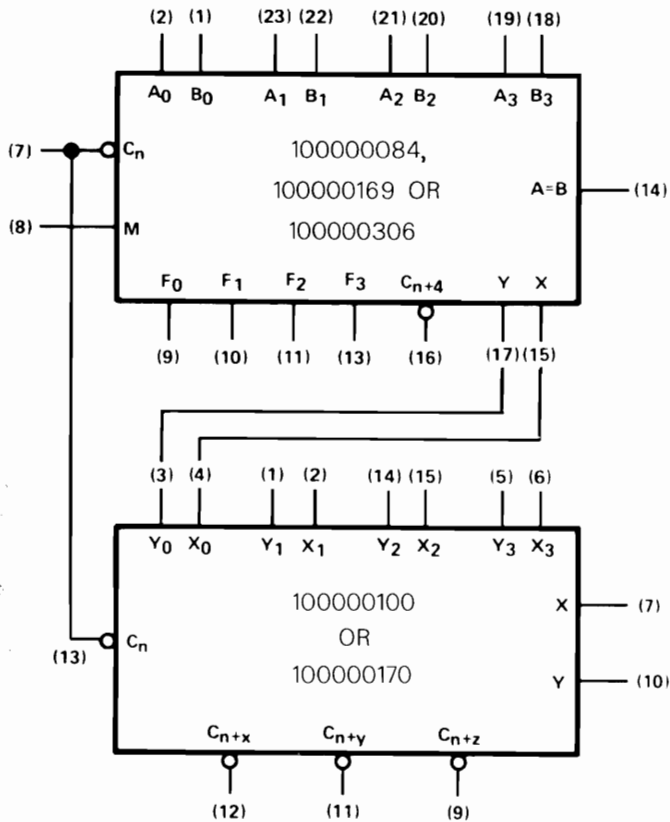 (2) (1) (23) (22) (21) (20) (19) (18)
A0 B0 A1 B1 A2 B2 A3 B3
(7) Cn 100000084,
100000169 OR A=B (14)
(8) M 100000306
F0 F1 F2 F3 Cn+4 Y X
(9) (10) (11) (13) (16) (17) (15)
(3) (4) (1) (2) (14) (15) (5) (6)
Y0 X0 Y1 X1 Y2 X2 Y3 X3
100000100 X (7)
(13) Cn OR
100000170 Y (10)
Cn+x Cn+y Cn+z
(12) (11) (9)